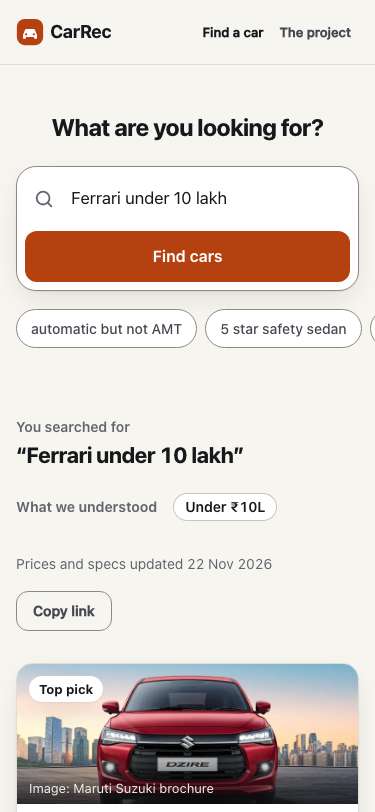 CarRec
Find a car
The project
What are you looking for?
Ferrari under 10 lakh
Find cars
automatic but not AMT
5 star safety sedan
You searched for
“Ferrari under 10 lakh”
What we understood
Under ₹10L
Prices and specs updated 22 Nov 2026
Copy link
Top pick
DZIRE
Image: Maruti Suzuki brochure